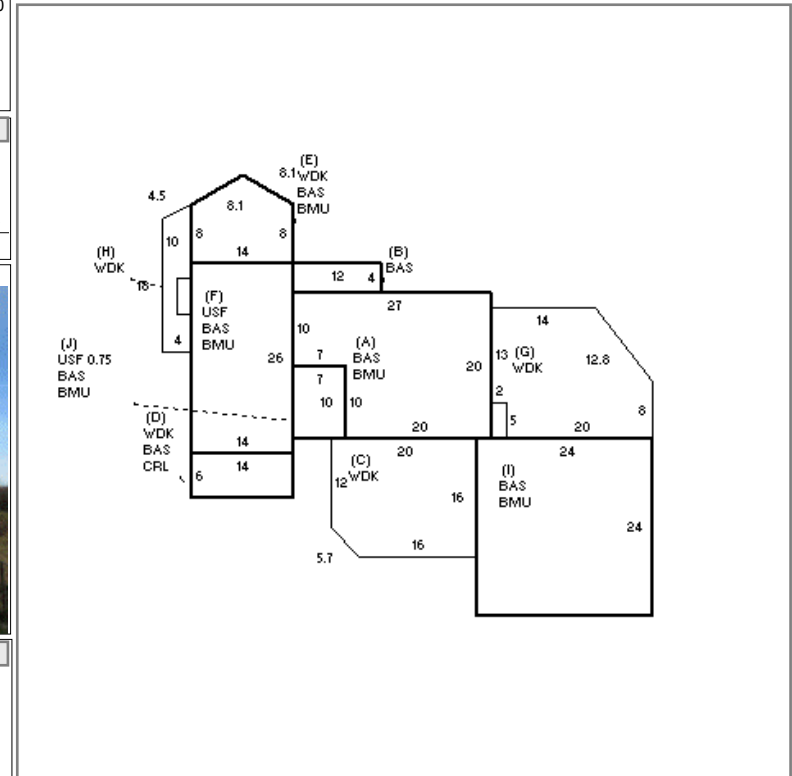 (E)
8.1 WDK
BAS
BMU
4.5
8.1
10
8
8
14
(H)
WDK
18
(B)
BAS
12
4
27
(F)
USF
BAS
BMU
10
14
(A)
BAS
BMU
13
(G)
WDK
12.8
(J)
USF 0.75
BAS
BMU
4
26
7
7
20
10
10
2
5
8
(D)
WDK
BAS
CRL
14
14
6
20
20
20
24
(C)
WDK
12
16
(I)
BAS
BMU
24
16
5.7